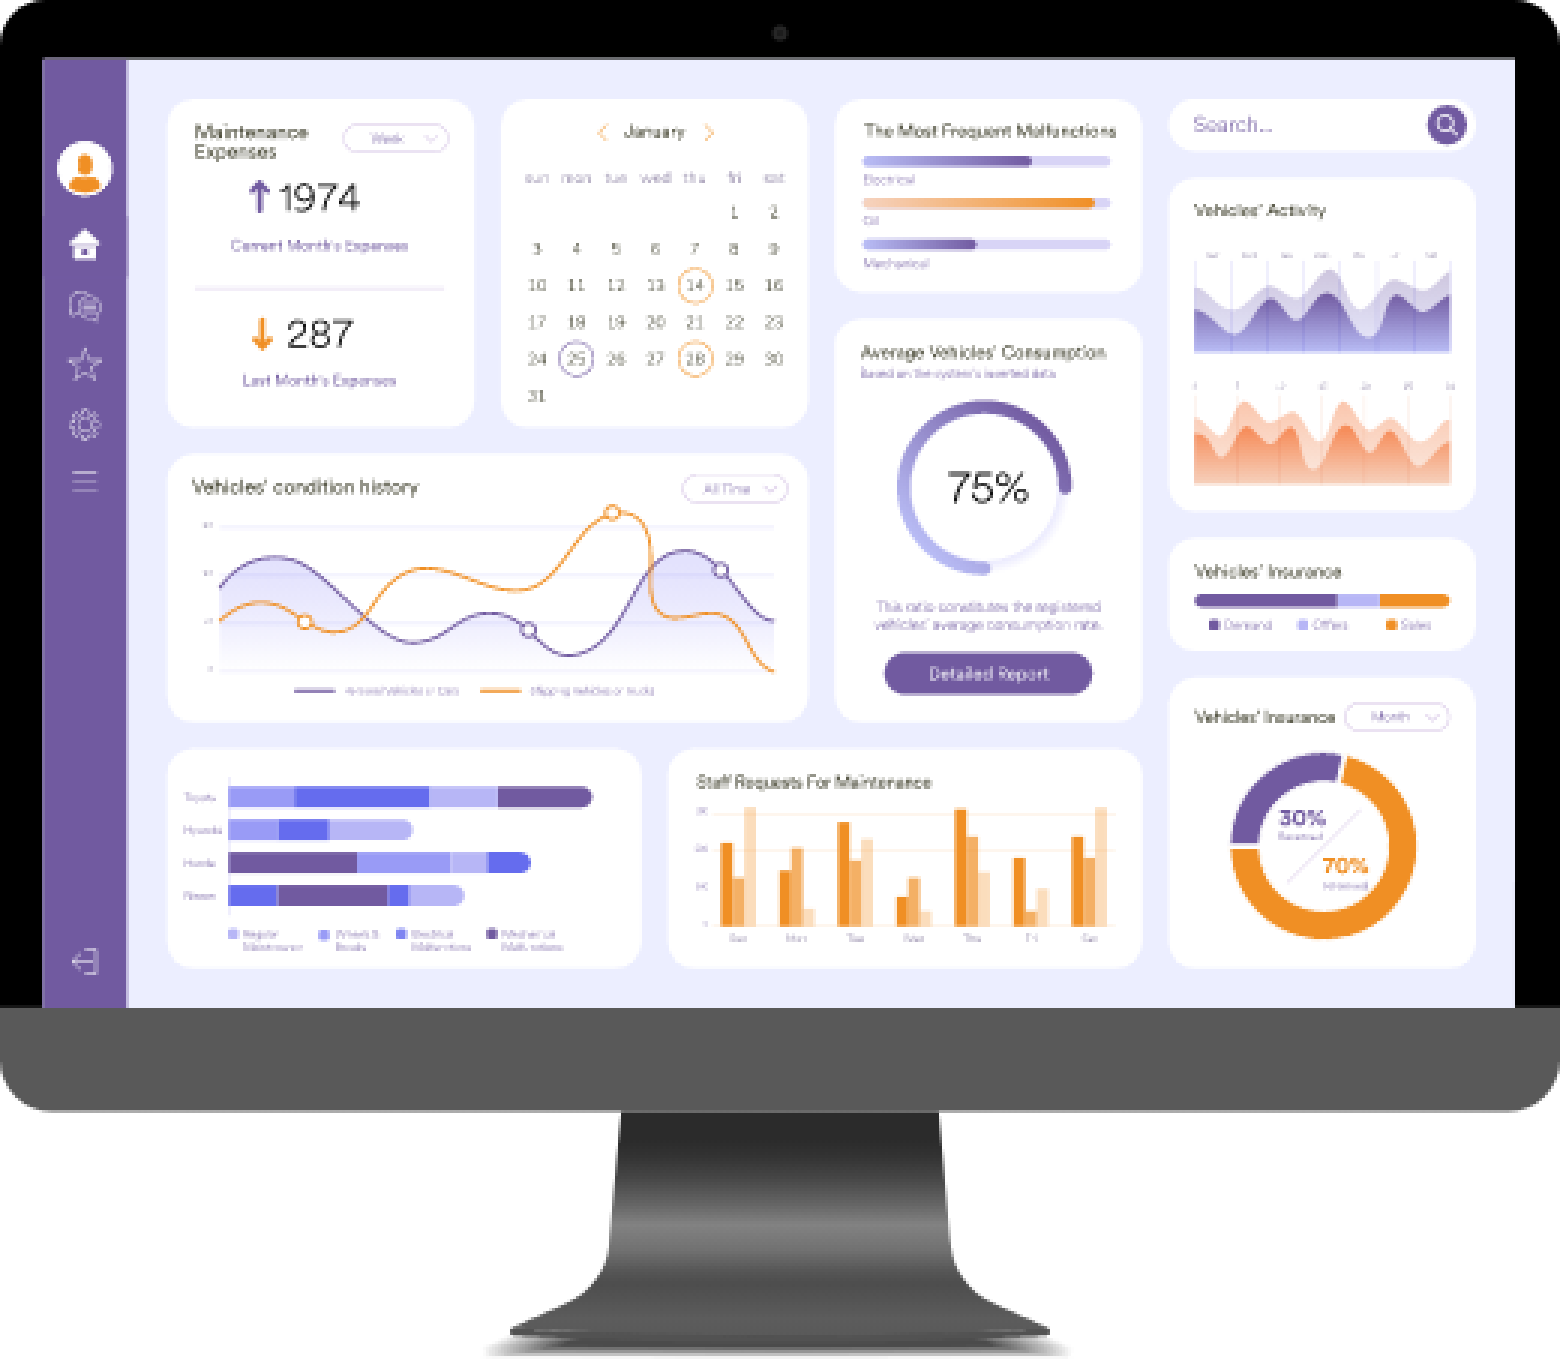 Maintenance
Expenses
Week
1974
Current Month's Expenses
287
Last Month's Expenses
January
sun mon tue wed thu fri sat
1 2
3 4 5 6 7 8 9
10 11 12 13 14 15 16
17 18 19 20 21 22 23
24 25 26 27 28 29 30
31
The Most Frequent Malfunctions
Electrical
Oil
Mechanical
Search...
Vehicles' Activity
Average Vehicles' Consumption
Based on the system's inserted data
75%
This ratio constitutes the registered
vehicles' average consumption rate.
Detailed Report
Vehicles' condition history
All Time
Vehicles' Insurance
Demand Offers Sales
Vehicles' Insurance
Month
30%
70%
Toyota
Hyundai
Honda
Nissan
Regular
Maintenance
Electrical
Malfunctions
Mechanical
Malfunctions
Staff Requests For Maintenance
Sun Mon Tue Wed Thu Fri Sat